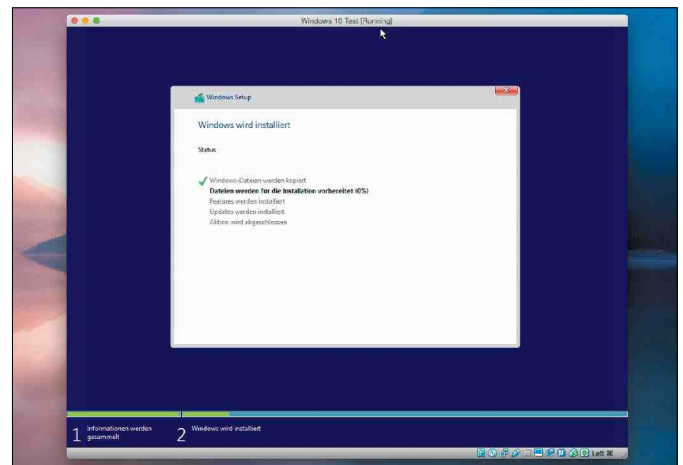 Windows 10 Test [Running]
Windows Setup
Windows wird installiert
Status
Windows-Dateien werden kopiert
Dateien werden für die Installation vorbereitet (0%)
Features werden installiert
Updates werden installiert
Aktion wird abgeschlossen
1 Informationen werden gesammelt
2 Windows wird installiert
Left ⌘